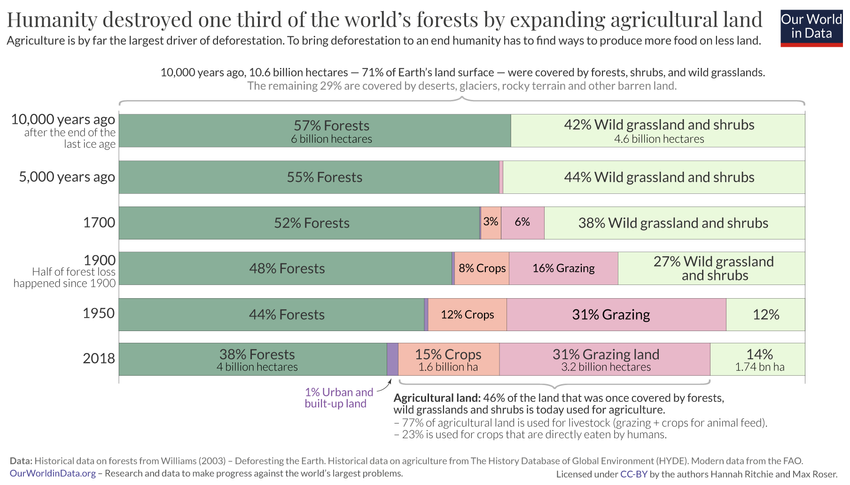 Humanity destroyed one third of the world's forests by expanding agricultural land
Our World
in Data
Agriculture is by far the largest driver of deforestation. To bring deforestation to an end humanity has to find ways to produce more food on less land.
10,000 years ago, 10.6 billion hectares — 71% of Earth's land surface — were covered by forests, shrubs, and wild grasslands.
The remaining 29% are covered by deserts, glaciers, rocky terrain and other barren land.
10,000 years ago
after the end of the
last ice age
57% Forests
6 billion hectares
42% Wild grassland and shrubs
4.6 billion hectares
5,000 years ago
55% Forests
44% Wild grassland and shrubs
1700
52% Forests
3%
6%
38% Wild grassland and shrubs
1900
Half of forest loss
happened since 1900
48% Forests
8% Crops
16% Grazing
27% Wild grassland
and shrubs
1950
44% Forests
12% Crops
31% Grazing
12%
2018
38% Forests
4 billion hectares
15% Crops
1.6 billion ha
31% Grazing land
3.2 billion hectares
14%
1.74 bn ha
1% Urban and
built-up land
Agricultural land: 46% of the land that was once covered by forests,
wild grasslands and shrubs is today used for agriculture.
– 77% of agricultural land is used for livestock (grazing + crops for animal feed).
– 23% is used for crops that are directly eaten by humans.
Data: Historical data on forests from Williams (2003) – Deforesting the Earth. Historical data on agriculture from The History Database of Global Environment (HYDE). Modern data from the FAO.
OurWorldinData.org – Research and data to make progress against the world's largest problems.
Licensed under CC-BY by the authors Hannah Ritchie and Max Roser.